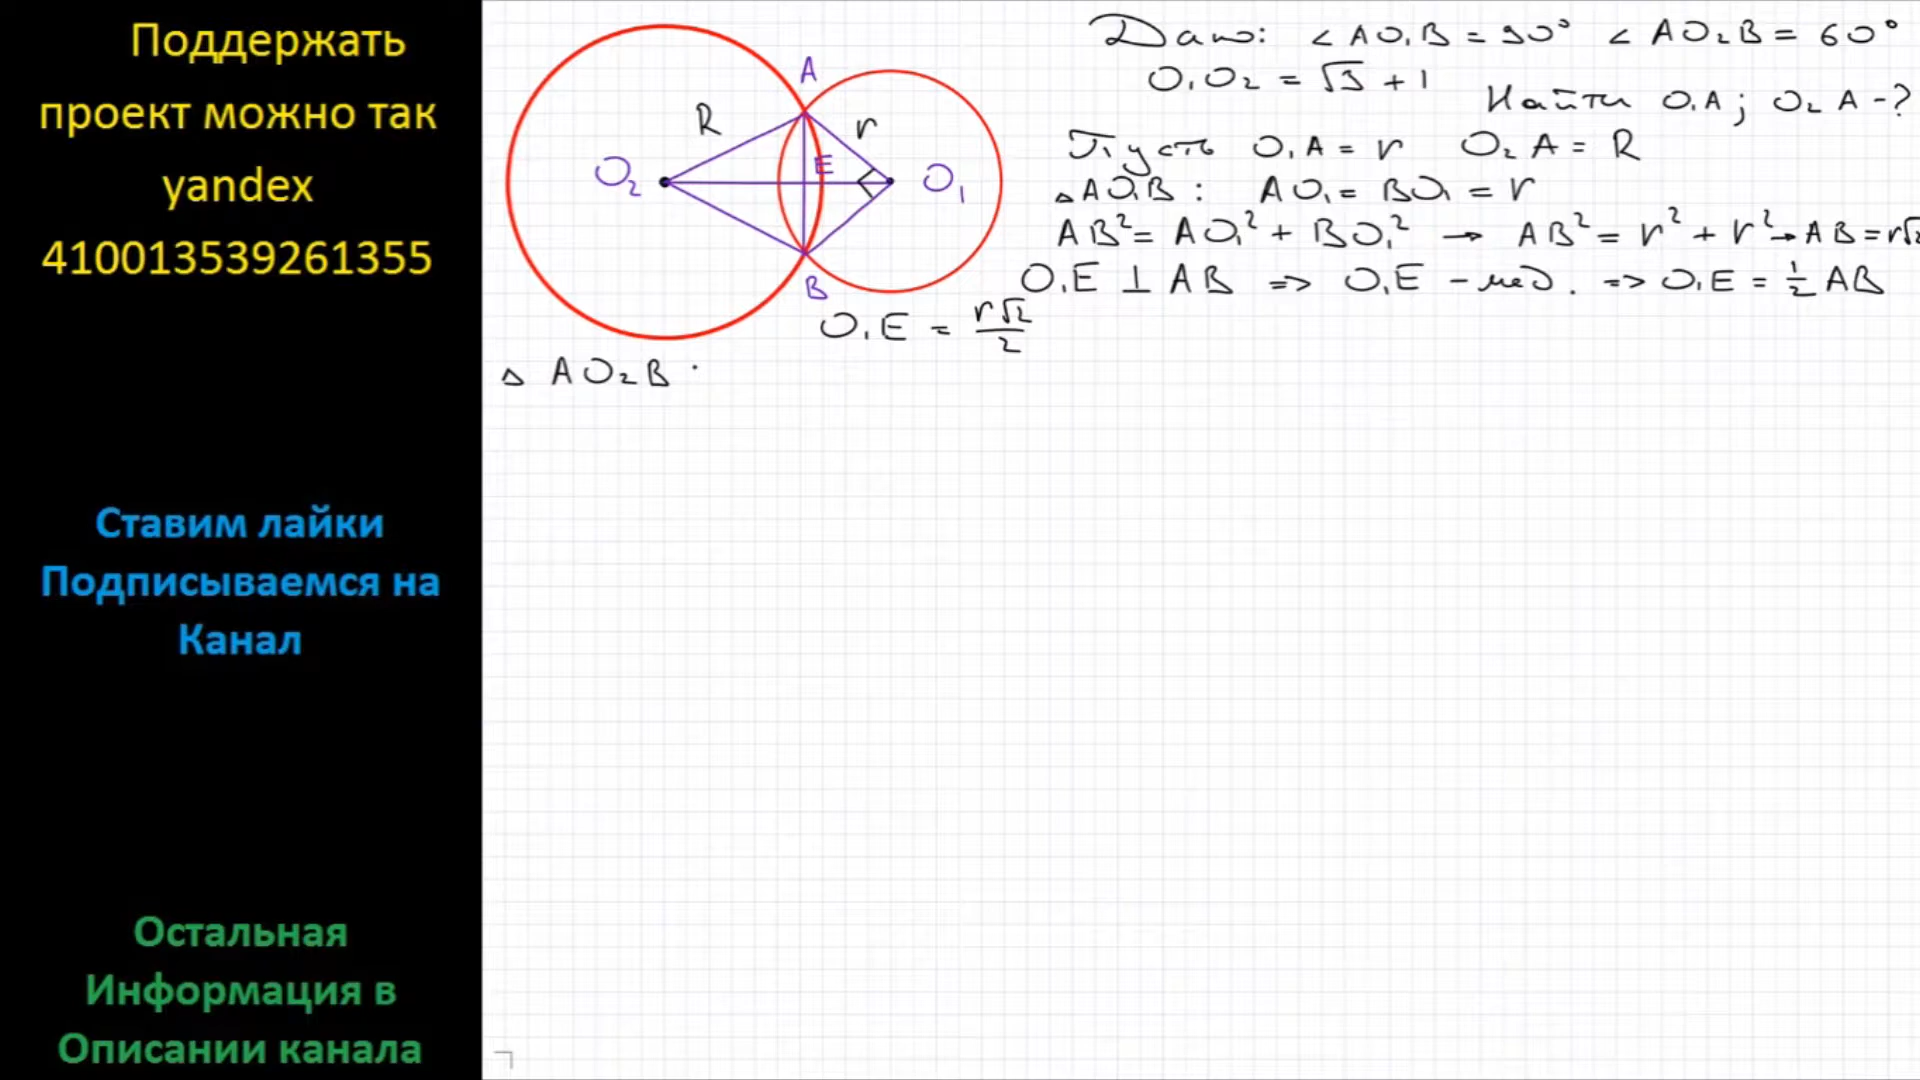 Поддержать
проект можно так
yandex
410013539261355
Ставим лайки
Подписываемся на
Канал
Остальная
Информация в
Описании канала
A
R
r
E
O₂
O₁
B
Дано: ∠AO₁B = 90° ∠AO₂B = 60°
O₁O₂ = √3 + 1
Найти O₁A; O₂A - ?
Пусть O₁A = r O₂A = R
△AO₁B : AO₁ = BO₁ = r
AB² = AO₁² + BO₁² → AB² = r² + r² → AB = r√2
O₁E ⊥ AB => O₁E - мед. => O₁E = ½ AB
O₁E = r√2/2
△ AO₂B ·